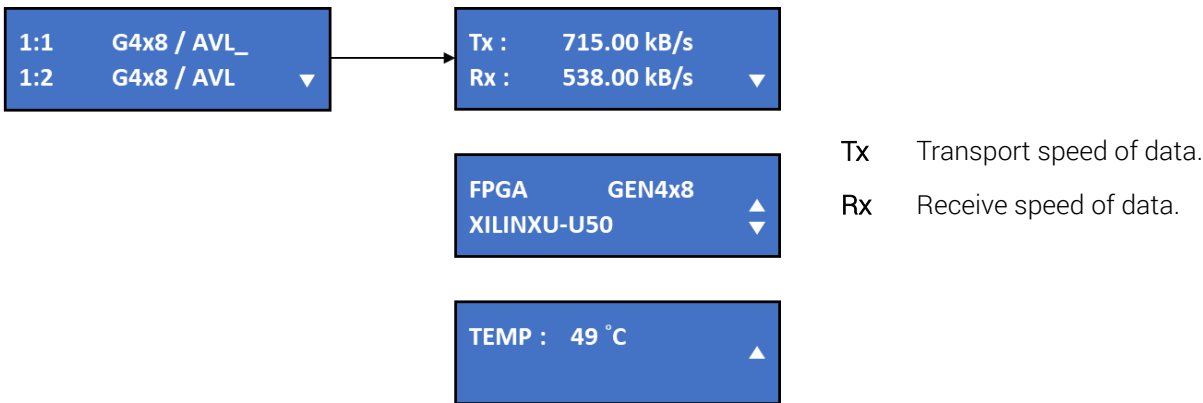 1:1 G4x8 / AVL_
1:2 G4x8 / AVL ▼
Tx : 715.00 kB/s
Rx : 538.00 kB/s ▼
Tx Transport speed of data.
Rx Receive speed of data.
FPGA GEN4x8 ▲
XILINXU-U50 ▼
TEMP : 49 °C ▲